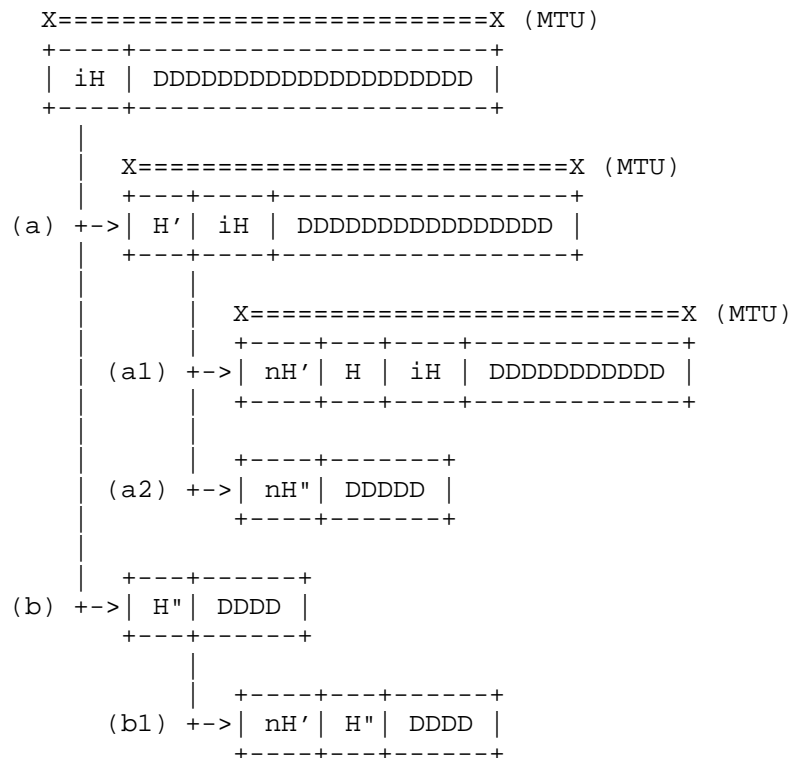 X===========================X (MTU)
+----+----------------------+
| iH | DDDDDDDDDDDDDDDDDDDD |
+----+----------------------+
|
| X===========================X (MTU)
| +---+----+------------------+
(a) +->| H'| iH | DDDDDDDDDDDDDDDD |
| +---+----+------------------+
| |
| | X===========================X (MTU)
| | +----+---+----+-------------+
| (a1) +->| nH'| H | iH | DDDDDDDDDDD |
| | +----+---+----+-------------+
| |
| | +----+-------+
| (a2) +->| nH"| DDDDD |
| +----+-------+
|
| +---+------+
(b) +->| H"| DDDD |
+---+------+
|
| +----+---+------+
(b1) +->| nH'| H"| DDDD |
+----+---+------+